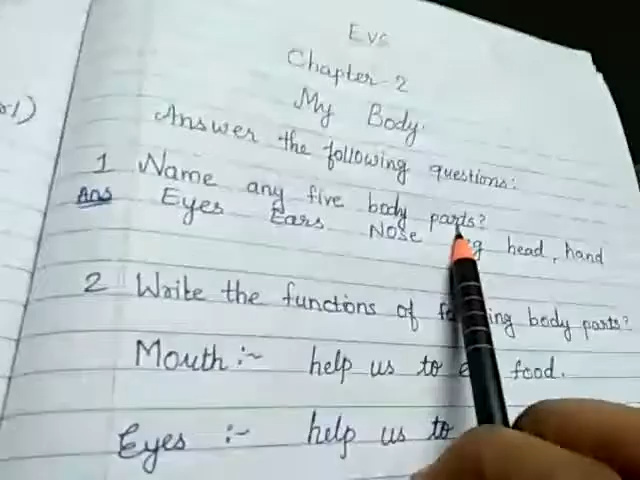 Evs
Chapter-2
My Body.
Answer the following questions:
1 Name any five body parts?
Ans Eyes Ears Nose head, hand
2 Write the functions of body parts?
Mouth :- help us to food.
Eyes :- help us to